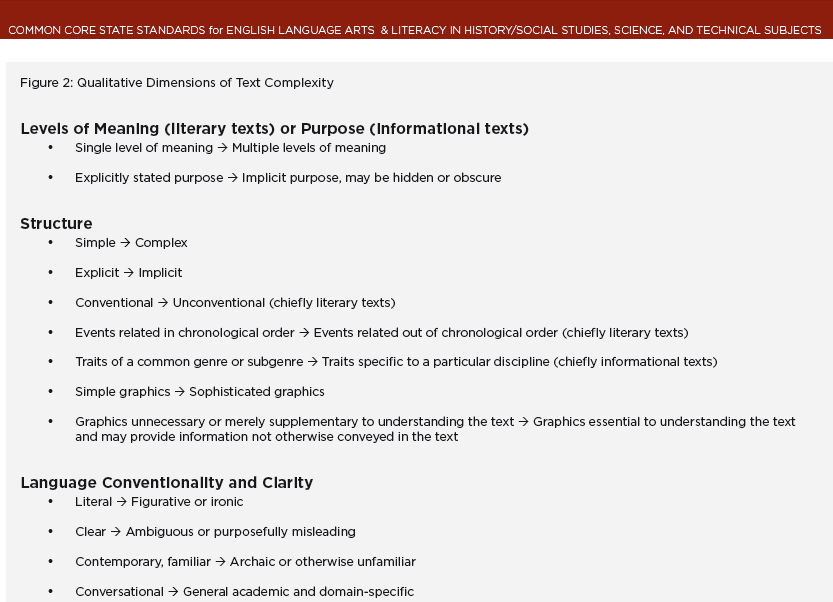 COMMON CORE STATE STANDARDS for ENGLISH LANGUAGE ARTS & LITERACY IN HISTORY/SOCIAL STUDIES, SCIENCE, AND TECHNICAL SUBJECTS
Figure 2: Qualitative Dimensions of Text Complexity
Levels of Meaning (literary texts) or Purpose (informational texts)
• Single level of meaning → Multiple levels of meaning
• Explicitly stated purpose → Implicit purpose, may be hidden or obscure
Structure
• Simple → Complex
• Explicit → Implicit
• Conventional → Unconventional (chiefly literary texts)
• Events related in chronological order → Events related out of chronological order (chiefly literary texts)
• Traits of a common genre or subgenre → Traits specific to a particular discipline (chiefly informational texts)
• Simple graphics → Sophisticated graphics
• Graphics unnecessary or merely supplementary to understanding the text → Graphics essential to understanding the text
and may provide information not otherwise conveyed in the text
Language Conventionality and Clarity
• Literal → Figurative or ironic
• Clear → Ambiguous or purposefully misleading
• Contemporary, familiar → Archaic or otherwise unfamiliar
• Conversational → General academic and domain-specific